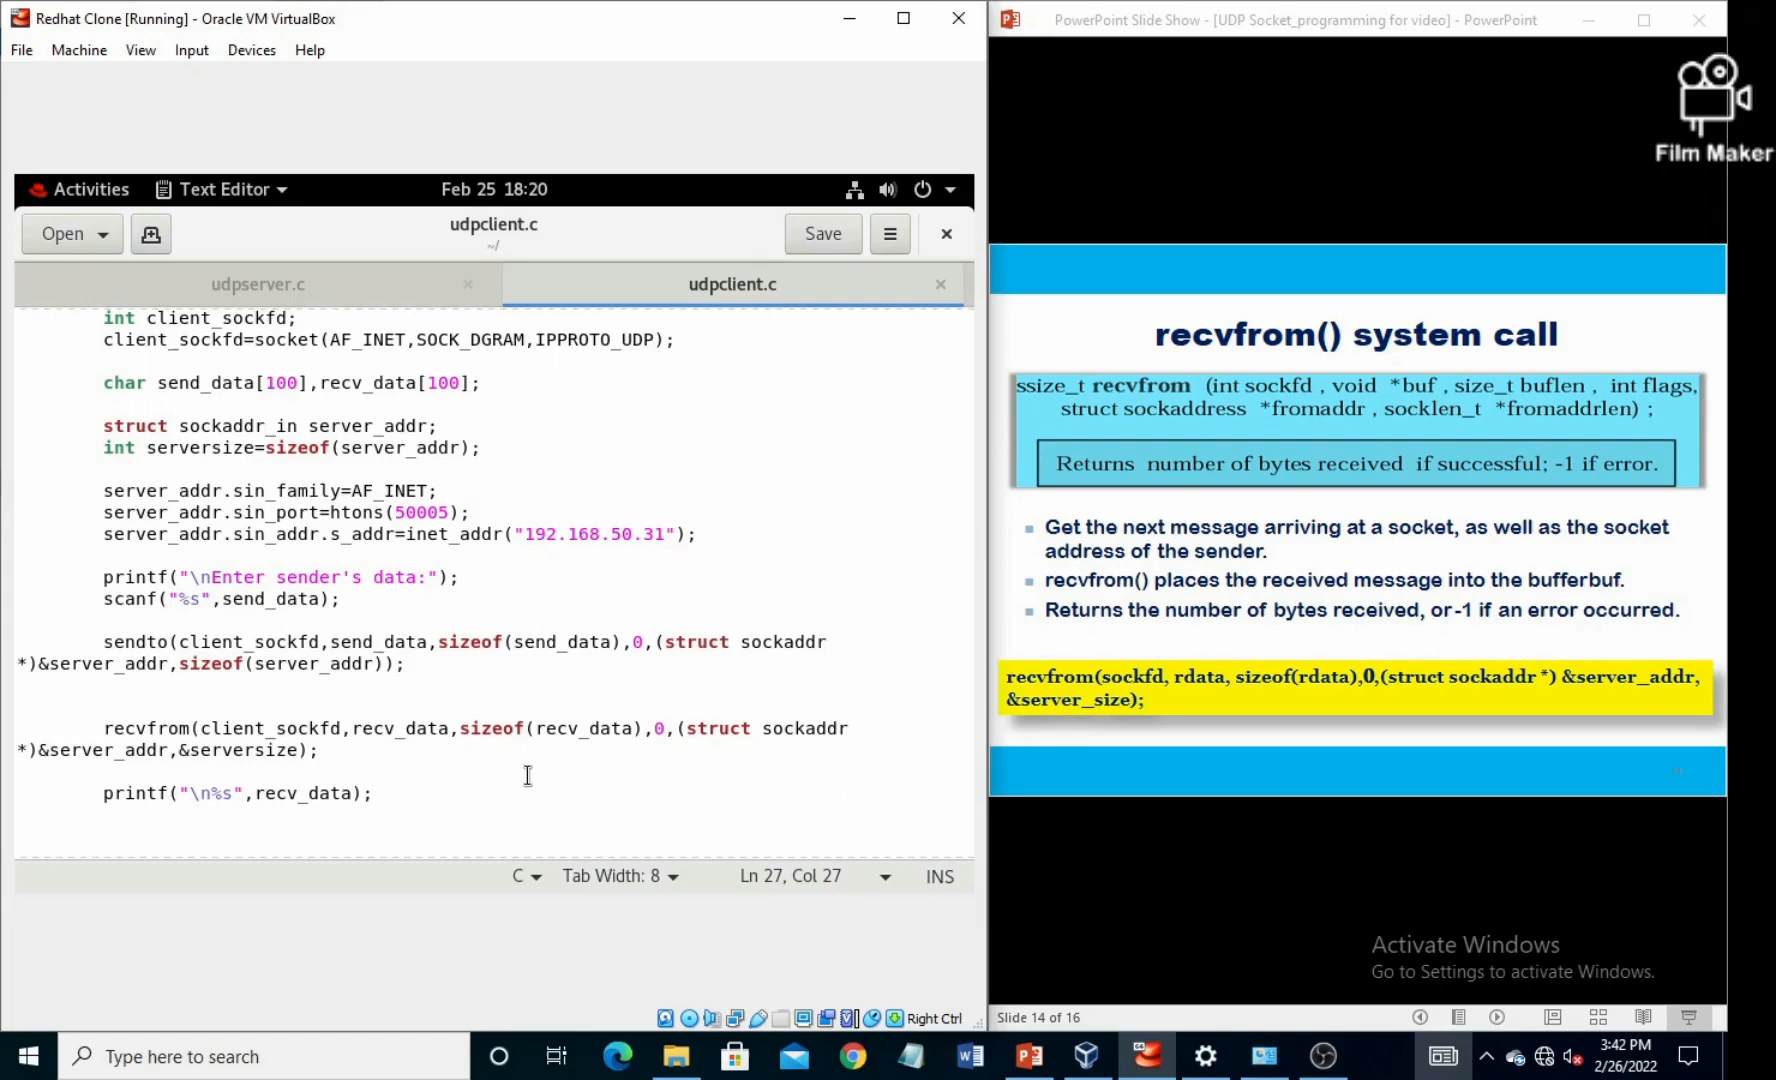 Redhat Clone [Running] - Oracle VM VirtualBox
File Machine View Input Devices Help
Activities Text Editor Feb 25 18:20
Open udpclient.c Save
~/
udpserver.c udpclient.c
int client_sockfd;
client_sockfd=socket(AF_INET,SOCK_DGRAM,IPPROTO_UDP);
char send_data[100],recv_data[100];
struct sockaddr_in server_addr;
int serversize=sizeof(server_addr);
server_addr.sin_family=AF_INET;
server_addr.sin_port=htons(50005);
server_addr.sin_addr.s_addr=inet_addr("192.168.50.31");
printf("\nEnter sender's data:");
scanf("%s",send_data);
sendto(client_sockfd,send_data,sizeof(send_data),0,(struct sockaddr
*)&server_addr,sizeof(server_addr));
recvfrom(client_sockfd,recv_data,sizeof(recv_data),0,(struct sockaddr
*)&server_addr,&serversize);
printf("\n%s",recv_data);
C Tab Width: 8 Ln 27, Col 27 INS
Right Ctrl
PowerPoint Slide Show - [UDP Socket_programming for video] - PowerPoint
Film Maker
recvfrom() system call
ssize_t recvfrom (int sockfd , void *buf , size_t buflen , int flags,
struct sockaddress *fromaddr , socklen_t *fromaddrlen) ;
Returns number of bytes received if successful; -1 if error.
Get the next message arriving at a socket, as well as the socket
address of the sender.
recvfrom() places the received message into the bufferbuf.
Returns the number of bytes received, or-1 if an error occurred.
recvfrom(sockfd, rdata, sizeof(rdata),0,(struct sockaddr *) &server_addr,
&server_size);
Activate Windows
Go to Settings to activate Windows.
Slide 14 of 16
Type here to search
3:42 PM
2/26/2022